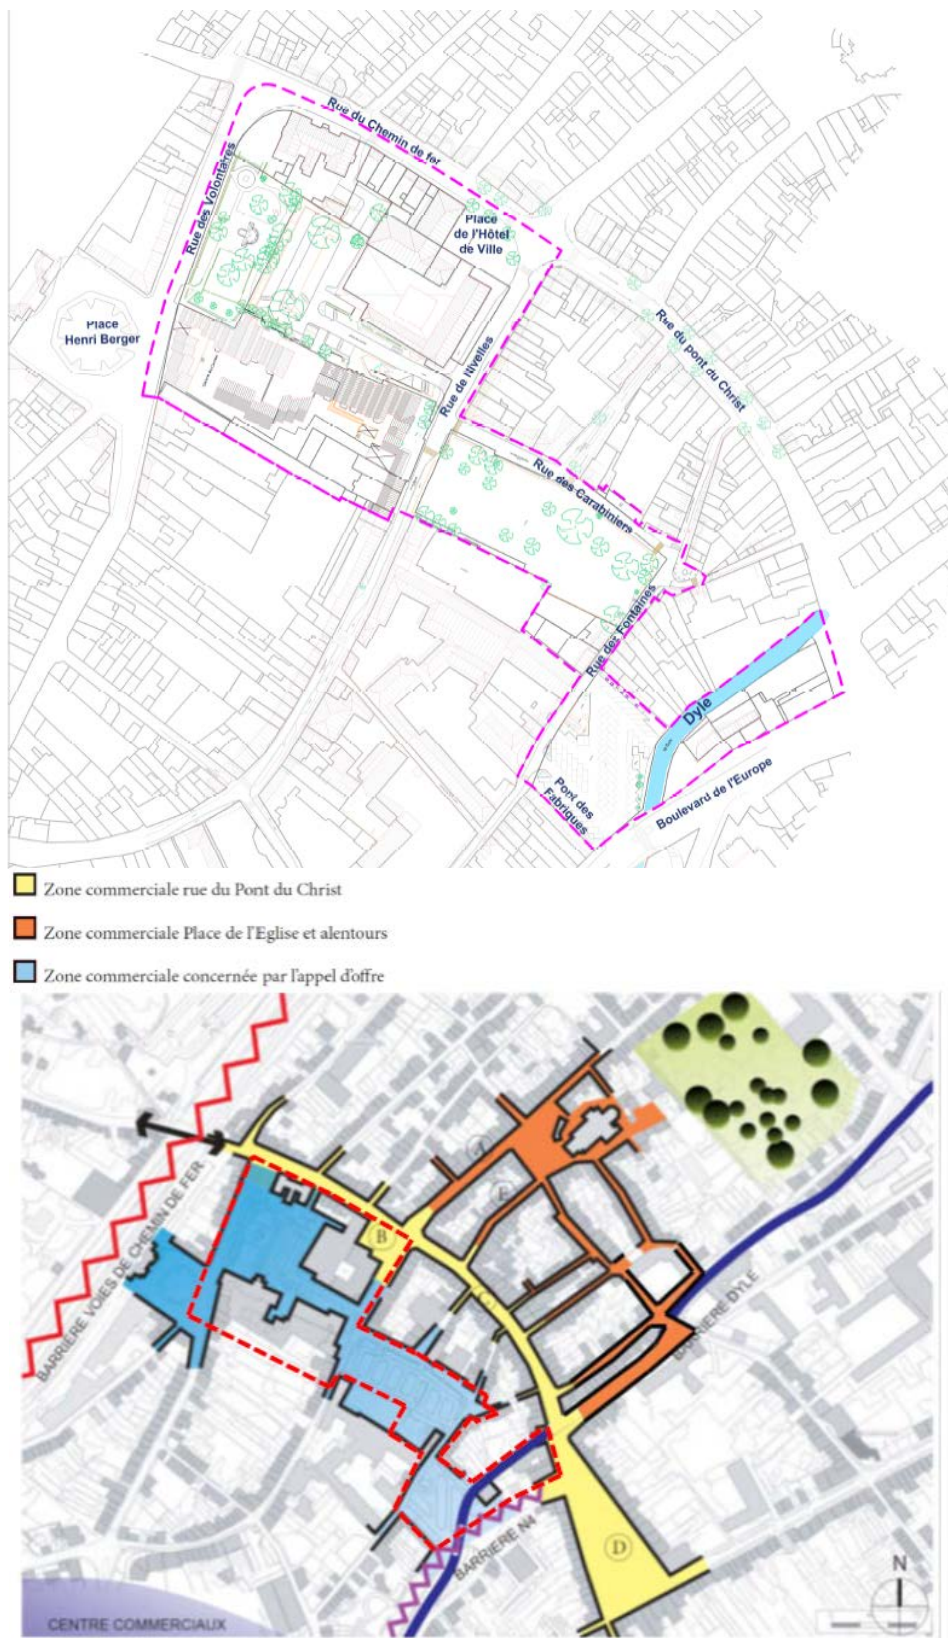 Rue du Chemin de fer
Rue des Volontaires
Place
de l'Hôtel
de Ville
Place
Henri Berger
Rue du pont du Christ
Rue de Nivelles
Rue des Carabiniers
Rue des Fontaines
Dyle
Pont des
Fabriques
Boulevard de l'Europe
Zone commerciale rue du Pont du Christ
Zone commerciale Place de l'Eglise et alentours
Zone commerciale concernée par l'appel d'offre
A
E
B
C
BARRIERE VOIES DE CHEMIN DE FER
BARRIERE DYLE
D
BARRIERE N4
N
CENTRE COMMERCIAUX